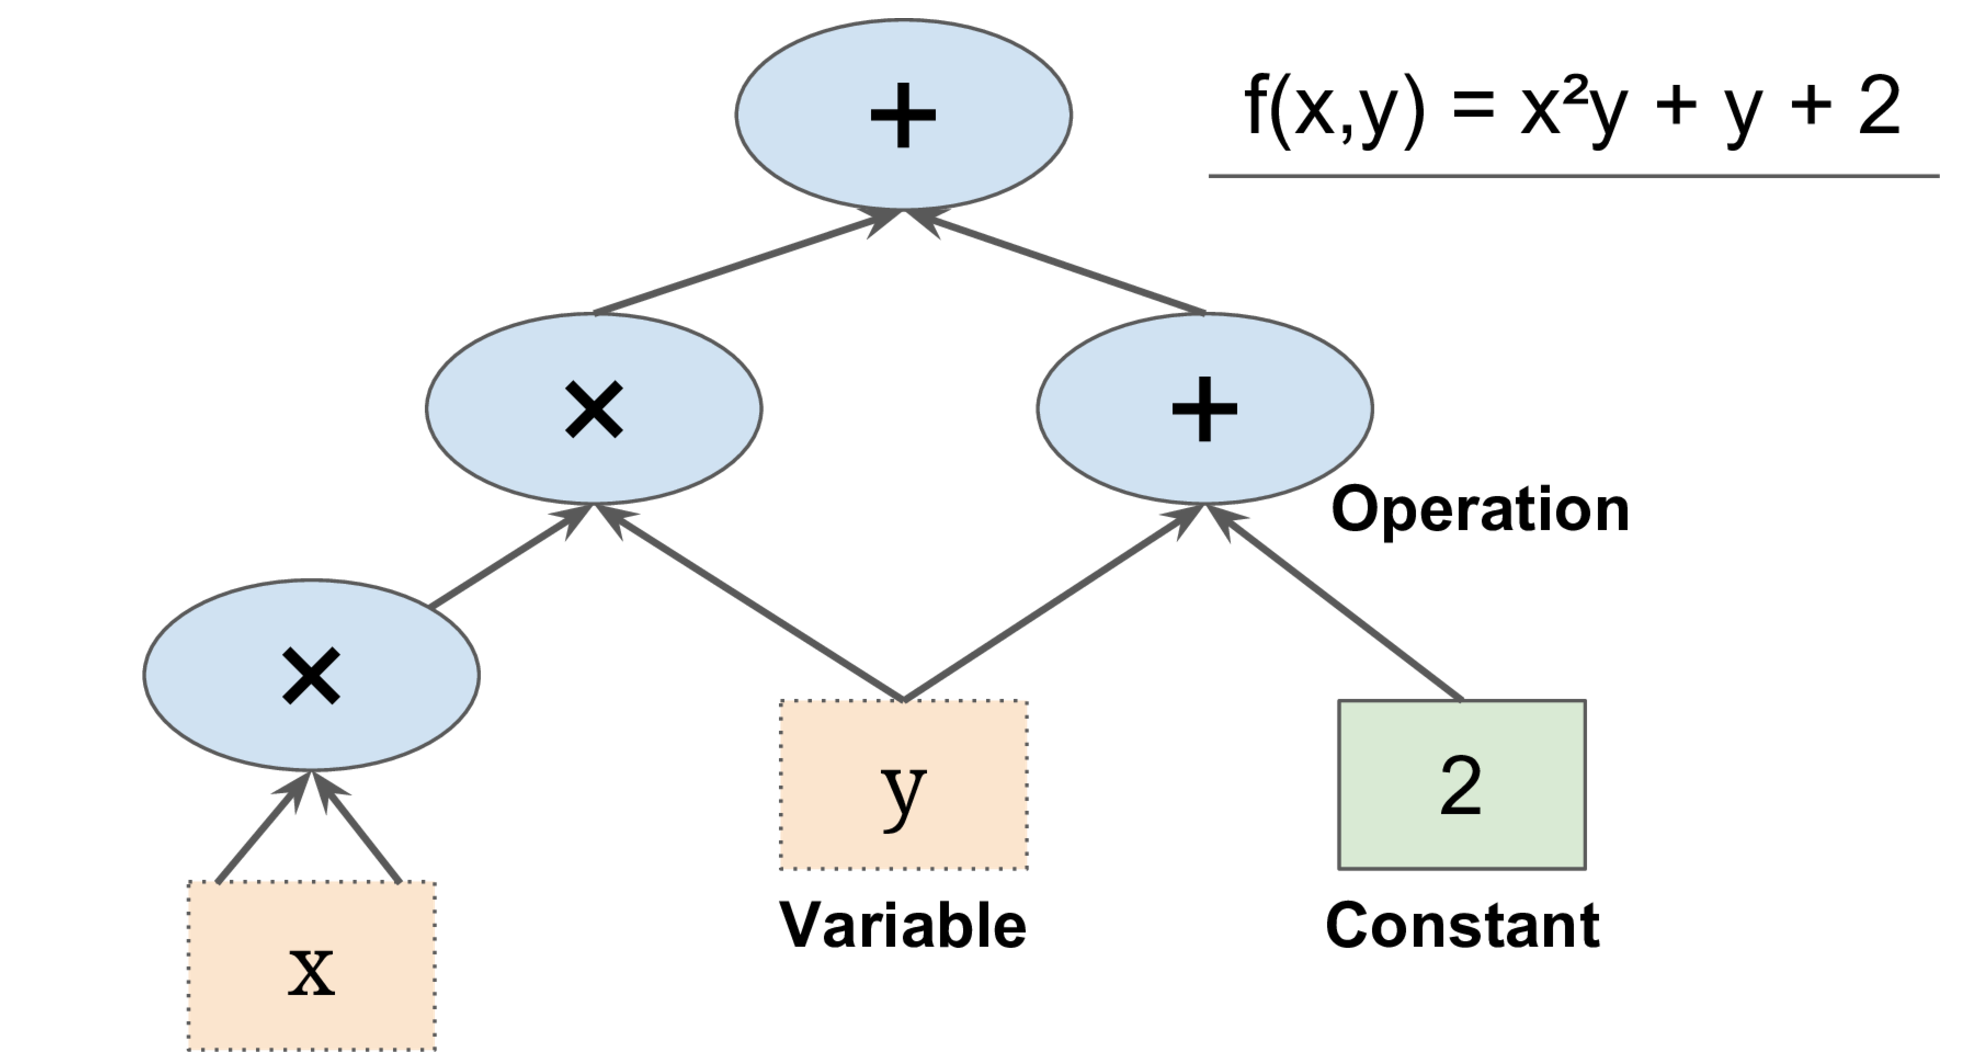 +
f(x,y) = x²y + y + 2
×
+
Operation
×
y
2
Variable
Constant
x